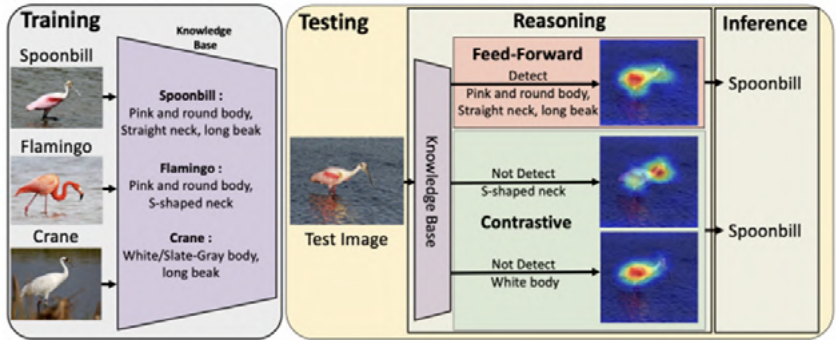 Training
Knowledge
Base
Spoonbill
Spoonbill :
Pink and round body,
Straight neck, long beak
Flamingo
Flamingo :
Pink and round body,
S-shaped neck
Crane
Crane :
White/Slate-Gray body,
long beak
Testing
Test Image
Knowledge Base
Reasoning
Feed-Forward
Detect
Pink and round body,
Straight neck, long beak
Not Detect
S-shaped neck
Contrastive
Not Detect
White body
Inference
Spoonbill
Spoonbill